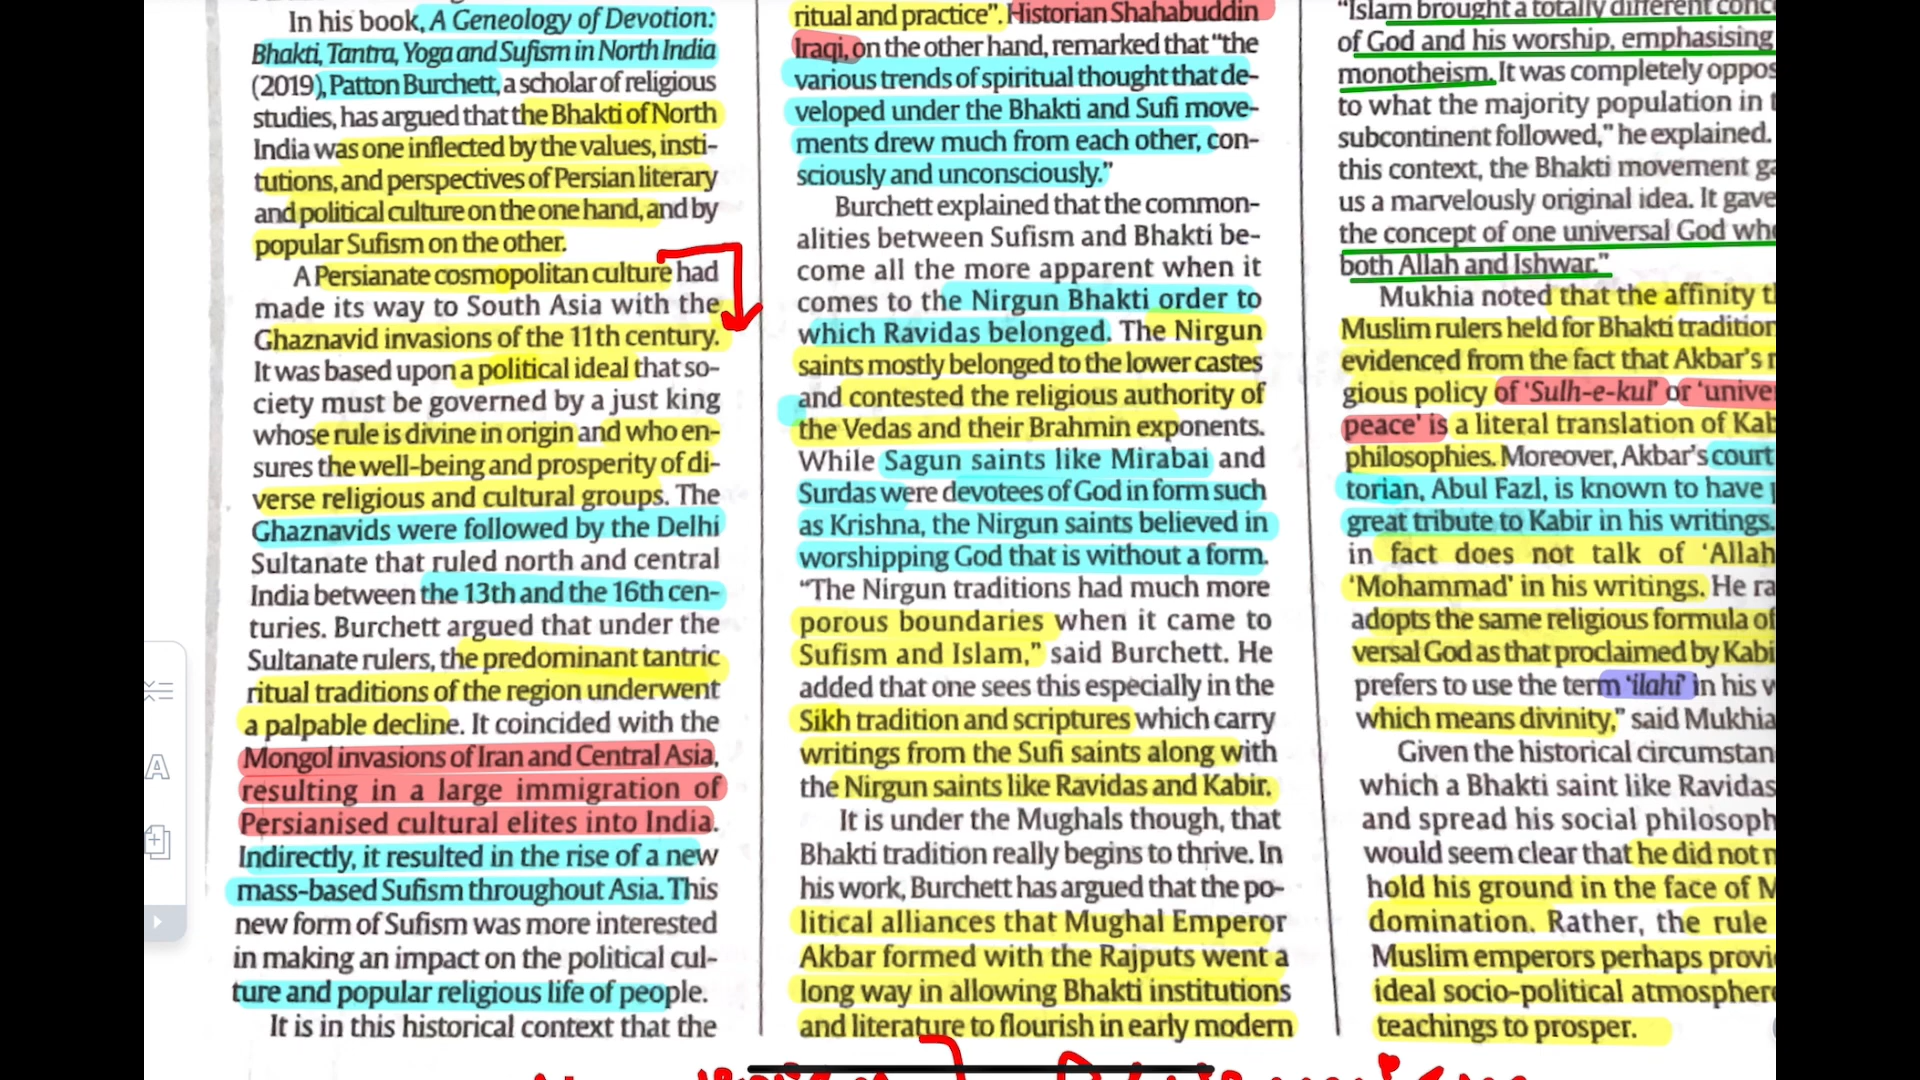 In his book, A Geneology of Devotion:
Bhakti, Tantra, Yoga and Sufism in North India
(2019), Patton Burchett, a scholar of religious
studies, has argued that the Bhakti of North
India was one inflected by the values, insti-
tutions, and perspectives of Persian literary
and political culture on the one hand, and by
popular Sufism on the other.
A Persianate cosmopolitan culture had
made its way to South Asia with the
Ghaznavid invasions of the 11th century.
It was based upon a political ideal that so-
ciety must be governed by a just king
whose rule is divine in origin and who en-
sures the well-being and prosperity of di-
verse religious and cultural groups. The
Ghaznavids were followed by the Delhi
Sultanate that ruled north and central
India between the 13th and the 16th cen-
turies. Burchett argued that under the
Sultanate rulers, the predominant tantric
ritual traditions of the region underwent
a palpable decline. It coincided with the
Mongol invasions of Iran and Central Asia,
resulting in a large immigration of
Persianised cultural elites into India.
Indirectly, it resulted in the rise of a new
mass-based Sufism throughout Asia. This
new form of Sufism was more interested
in making an impact on the political cul-
ture and popular religious life of people.
It is in this historical context that the
ritual and practice". Historian Shahabuddin
Iraqi, on the other hand, remarked that "the
various trends of spiritual thought that de-
veloped under the Bhakti and Sufi move-
ments drew much from each other, con-
sciously and unconsciously."
Burchett explained that the common-
alities between Sufism and Bhakti be-
come all the more apparent when it
comes to the Nirgun Bhakti order to
which Ravidas belonged. The Nirgun
saints mostly belonged to the lower castes
and contested the religious authority of
the Vedas and their Brahmin exponents.
While Sagun saints like Mirabai and
Surdas were devotees of God in form such
as Krishna, the Nirgun saints believed in
worshipping God that is without a form.
"The Nirgun traditions had much more
porous boundaries when it came to
Sufism and Islam," said Burchett. He
added that one sees this especially in the
Sikh tradition and scriptures which carry
writings from the Sufi saints along with
the Nirgun saints like Ravidas and Kabir.
It is under the Mughals though, that
Bhakti tradition really begins to thrive. In
his work, Burchett has argued that the po-
litical alliances that Mughal Emperor
Akbar formed with the Rajputs went a
long way in allowing Bhakti institutions
and literature to flourish in early modern
"Islam brought a totally different conc
of God and his worship, emphasising
monotheism. It was completely oppos
to what the majority population in t
subcontinent followed," he explained.
this context, the Bhakti movement ga
us a marvelously original idea. It gave
the concept of one universal God who
both Allah and Ishwar."
Mukhia noted that the affinity t
Muslim rulers held for Bhakti tradition
evidenced from the fact that Akbar's r
gious policy of 'Sulh-e-kul' or 'univer
peace' is a literal translation of Kab
philosophies. Moreover, Akbar's court
torian, Abul Fazl, is known to have p
great tribute to Kabir in his writings.
in fact does not talk of 'Allah
'Mohammad' in his writings. He ra
adopts the same religious formula of
versal God as that proclaimed by Kabi
prefers to use the term 'ilahi' in his w
which means divinity," said Mukhia
Given the historical circumstan
which a Bhakti saint like Ravidas
and spread his social philosoph
would seem clear that he did not n
hold his ground in the face of M
domination. Rather, the rule
Muslim emperors perhaps provi
ideal socio-political atmosphere
teachings to prosper.